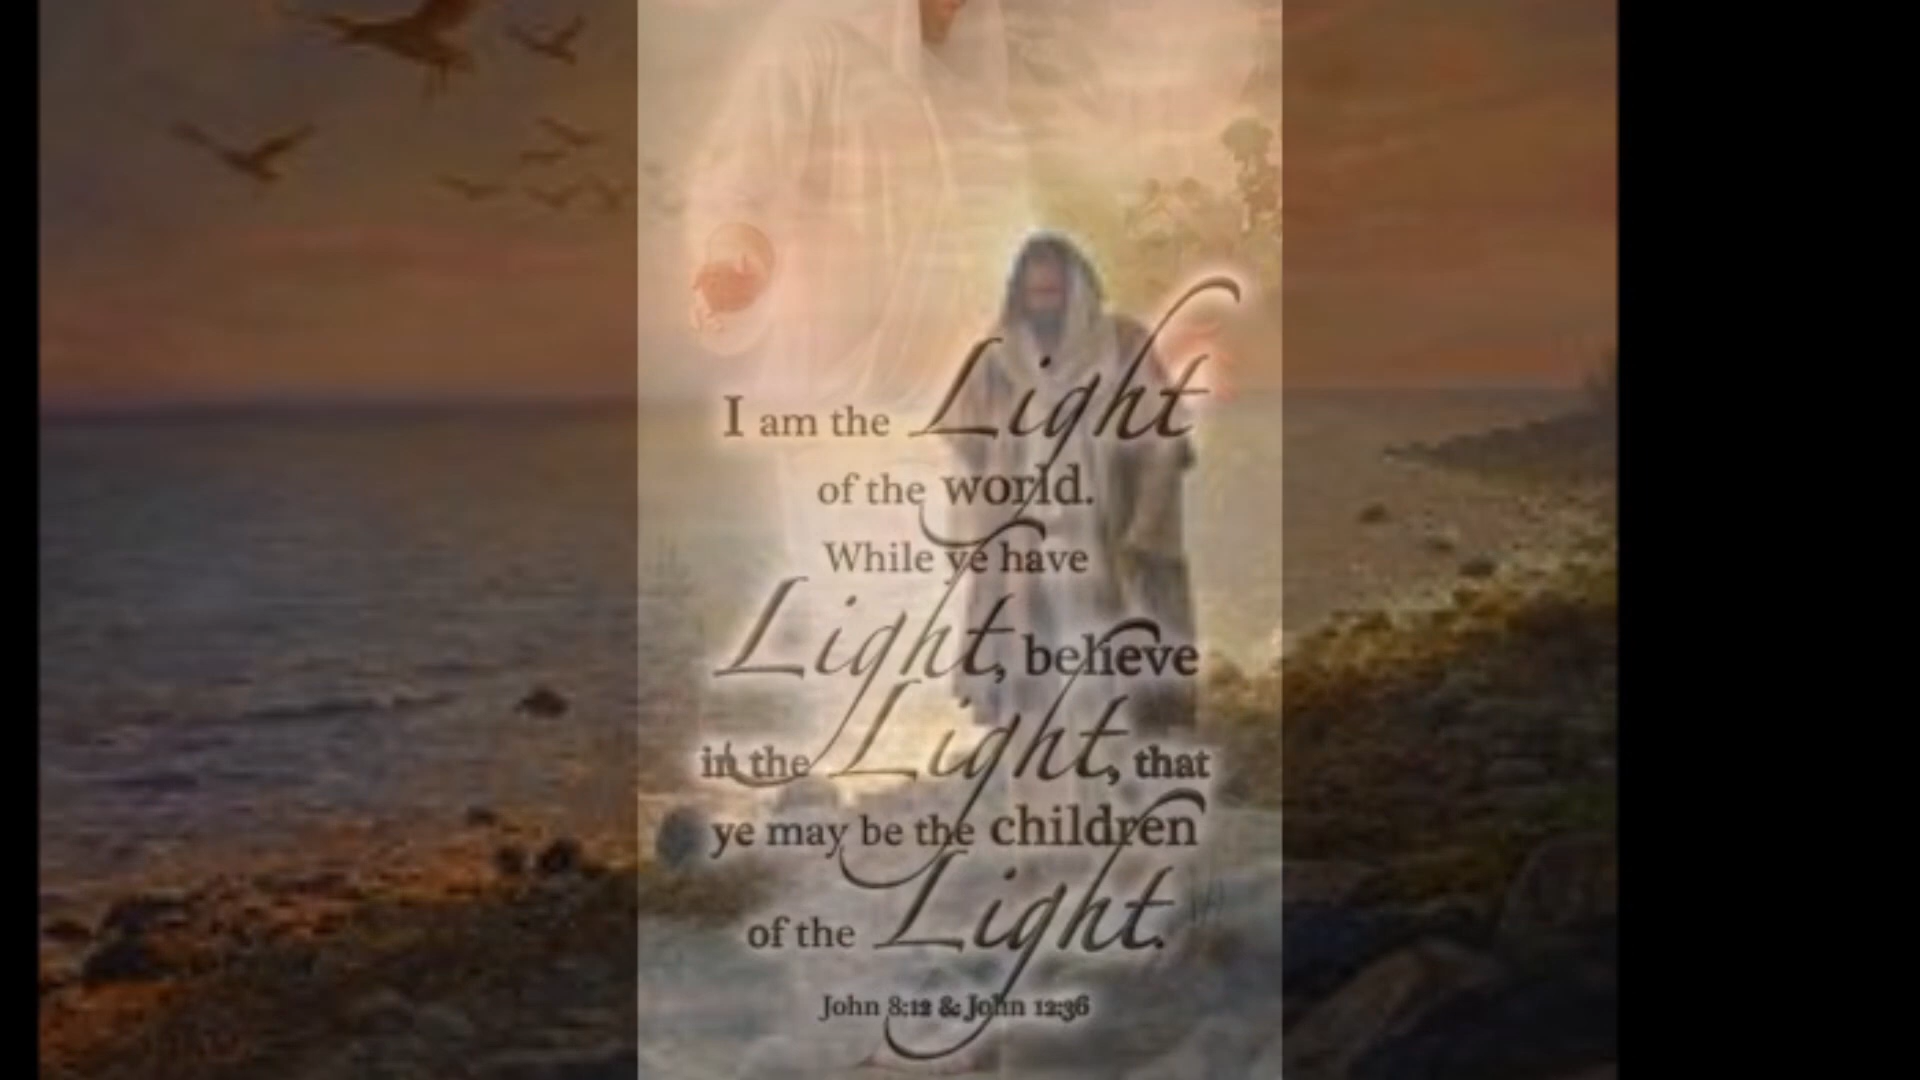 I am the Light
of the world.
While ye have
Light, believe
in the Light, that
ye may be the children
of the Light.
John 8:12 & John 12:36